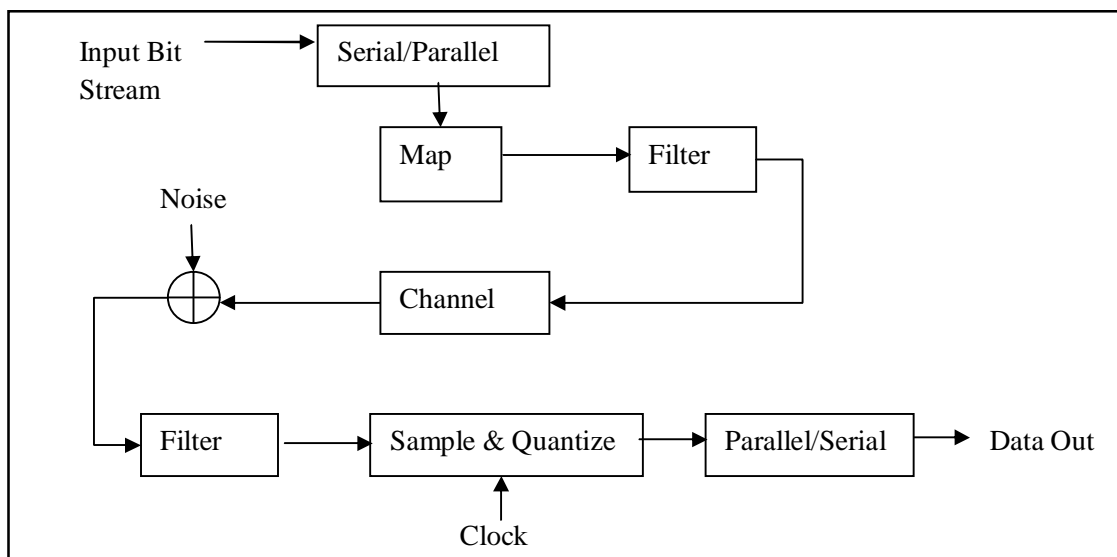 Input Bit
Stream
Serial/Parallel
Map
Filter
Noise
Channel
Filter
Sample & Quantize
Parallel/Serial
Data Out
Clock